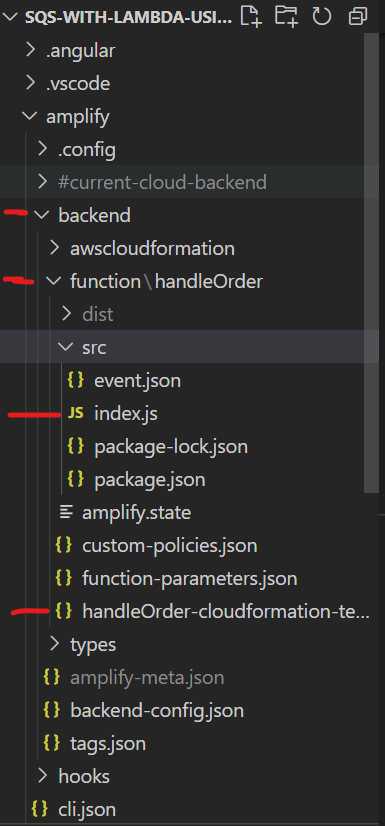 SQS-WITH-LAMBDA-USI...
.angular
.vscode
amplify
.config
#current-cloud-backend
backend
awscloudformation
function\handleOrder
dist
src
{} event.json
JS index.js
{} package-lock.json
{} package.json
amplify.state
{} custom-policies.json
{} function-parameters.json
{} handleOrder-cloudformation-te...
types
{} amplify-meta.json
{} backend-config.json
{} tags.json
hooks
{} cli.json